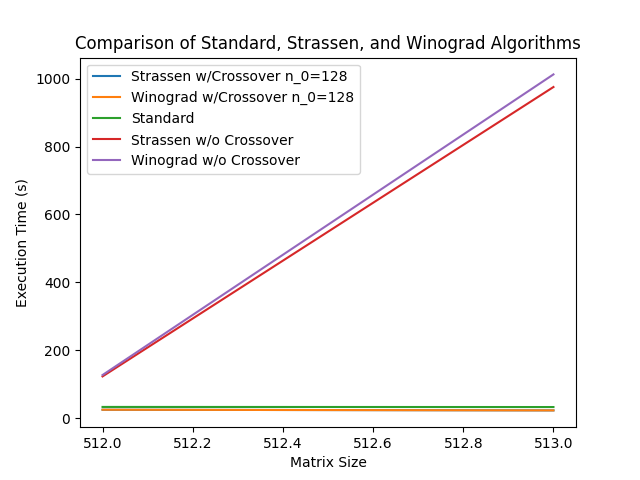 Comparison of Standard, Strassen, and Winograd Algorithms
Strassen w/Crossover n_0=128
Winograd w/Crossover n_0=128
Standard
Strassen w/o Crossover
Winograd w/o Crossover
Execution Time (s)
1000
800
600
400
200
0
512.0 512.2 512.4 512.6 512.8 513.0
Matrix Size